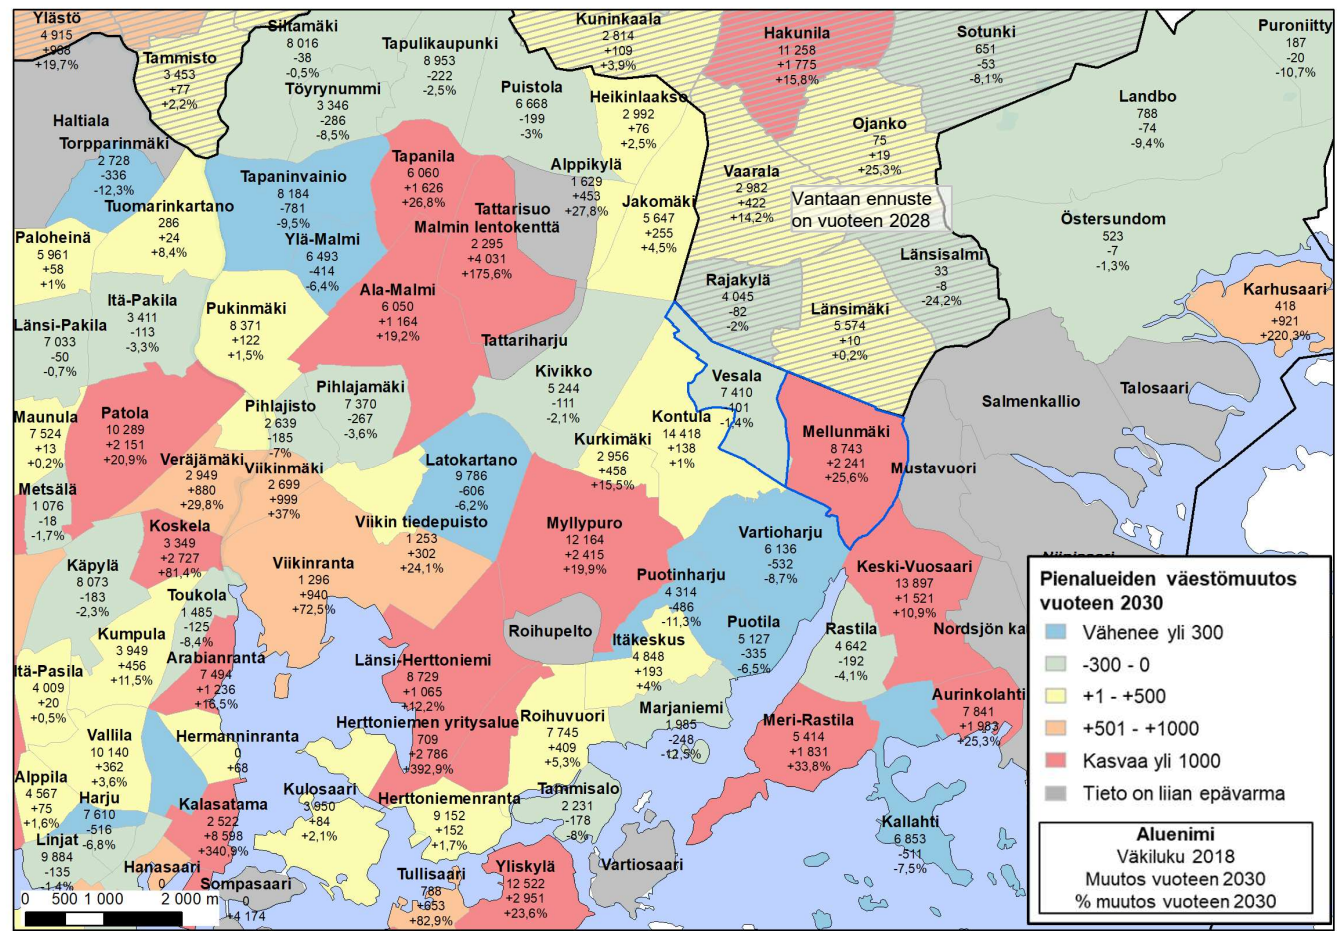 Ylästö
4 915
+968
+19,7%
Tammisto
3 453
+77
+2,2%
Siltamäki
8 016
-38
-0,5%
Töyrynummi
3 346
-286
-8,5%
Tapulikaupunki
8 953
-222
-2,5%
Puistola
6 668
-199
-3%
Kuninkaala
2 814
+109
+3,9%
Heikinlaakso
2 992
+76
+2,5%
Hakunila
11 258
+1 775
+15,8%
Sotunki
651
-53
-8,1%
Puroniitty
187
-20
-10,7%
Landbo
788
-74
-9,4%
Haltiala
Torpparinmäki
2 728
-336
-12,3%
Tuomarinkartano
286
+24
+8,4%
Tapaninvainio
8 184
-781
-9,5%
Ylä-Malmi
6 493
-414
-6,4%
Tapanila
6 060
+1 626
+26,8%
Tattarisuo
Malmin lentokenttä
2 295
+4 031
+175,6%
Alppikylä
1 629
+453
+27,8%
Jakomäki
5 647
+255
+4,5%
Vaarala
2 982
+422
+14,2%
Ojanko
75
+19
+25,3%
Vantaan ennuste
on vuoteen 2028
Östersundom
523
-7
-1,3%
Länsisalmi
33
-8
-24,2%
Karhusaari
418
+921
+220,3%
Paloheinä
5 961
+58
+1%
Itä-Pakila
3 411
-113
-3,3%
Länsi-Pakila
7 033
-50
-0,7%
Pukinmäki
8 371
+122
+1,5%
Ala-Malmi
6 050
+1 164
+19,2%
Tattariharju
Rajakylä
4 045
-82
-2%
Länsimäki
5 574
+10
+0,2%
Talosaari
Salmenkallio
Mustavuori
Maunula
7 524
+13
+0.2%
Patola
10 289
+2 151
+20,9%
Pihlajisto
2 639
-185
-7%
Pihlajamäki
7 370
-267
-3,6%
Kivikko
5 244
-111
-2,1%
Vesala
7 410
-101
-1,4%
Kontula
14 418
+138
+1%
Kurkimäki
2 956
+458
+15,5%
Mellunmäki
8 743
+2 241
+25,6%
Metsälä
1 076
-18
-1,7%
Veräjämäki
2 949
+880
+29,8%
Viikinmäki
2 699
+999
+37%
Latokartano
9 786
-606
-6,2%
Viikin tiedepuisto
1 253
+302
+24,1%
Myllypuro
12 164
+2 415
+19,9%
Vartioharju
6 136
-532
-8,7%
Koskela
3 349
+2 727
+81,4%
Käpylä
8 073
-183
-2,3%
Toukola
1 485
-125
-8,4%
Viikinranta
1 296
+940
+72,5%
Puotinharju
4 314
-486
-11,3%
Puotila
5 127
-335
-6,5%
Keski-Vuosaari
13 897
+1 521
+10,9%
Rastila
4 642
-192
-4,1%
Nordsjön ka
Roihupelto
Itäkeskus
4 848
+193
+4%
Kumpula
3 949
+456
+11,5%
Arabianranta
7 494
+1 236
+16,5%
Itä-Pasila
4 009
+20
+0,5%
Länsi-Herttoniemi
8 729
+1 065
+12,2%
Herttoniemen yritysalue
709
+2 786
+392,9%
Roihuvuori
7 745
+409
+5,3%
Marjaniemi
1 985
-248
-12,5%
Meri-Rastila
5 414
+1 831
+33,8%
Aurinkolahti
7 841
+1 983
+25,3%
Vallila
10 140
+362
+3,6%
Hermanninranta
0
+68
Alppila
4 567
+75
+1,6%
Harju
7 610
-516
-6,8%
Kalasatama
2 522
+8 598
+340,9%
Kulosaari
3 950
+84
+2,1%
Herttoniemenranta
9 152
+152
+1,7%
Tammisalo
2 231
-178
-8%
Kallahti
6 853
-511
-7,5%
Linjat
9 884
-135
-1,4%
Hanasaari
0
Sompasaari
0
+4 174
Tullisaari
788
+653
+82,9%
Yliskylä
12 522
+2 951
+23,6%
Vartiosaari
0 500 1 000 2 000 m
Pienalueiden väestömuutos
vuoteen 2030
Vähenee yli 300
-300 - 0
+1 - +500
+501 - +1000
Kasvaa yli 1000
Tieto on liian epävarma
Aluenimi
Väkiluku 2018
Muutos vuoteen 2030
% muutos vuoteen 2030